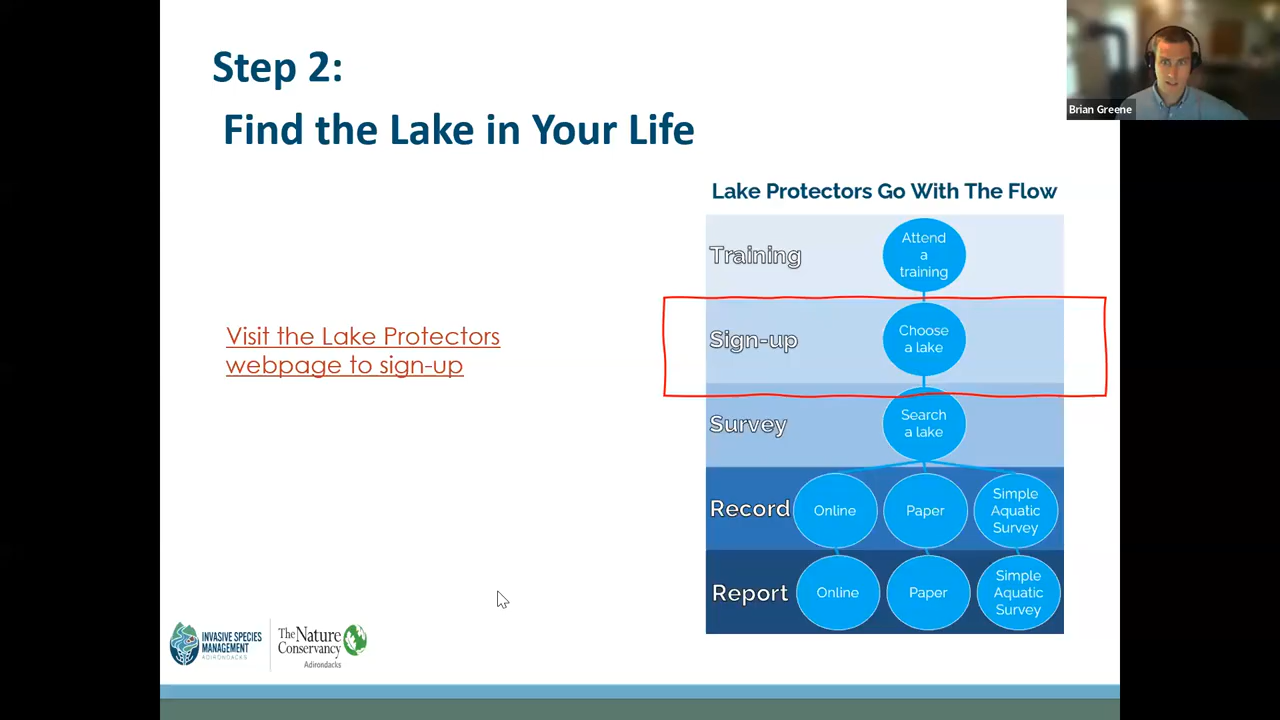 Step 2:
Find the Lake in Your Life
Brian Greene
Lake Protectors Go With The Flow
Training
Attend
a
training
Sign-up
Choose
a lake
Visit the Lake Protectors
webpage to sign-up
Survey
Search
a lake
Record
Online
Paper
Simple
Aquatic
Survey
Report
Online
Paper
Simple
Aquatic
Survey
INVASIVE SPECIES
MANAGEMENT
ADIRONDACKS
The Nature
Conservancy
Adirondacks